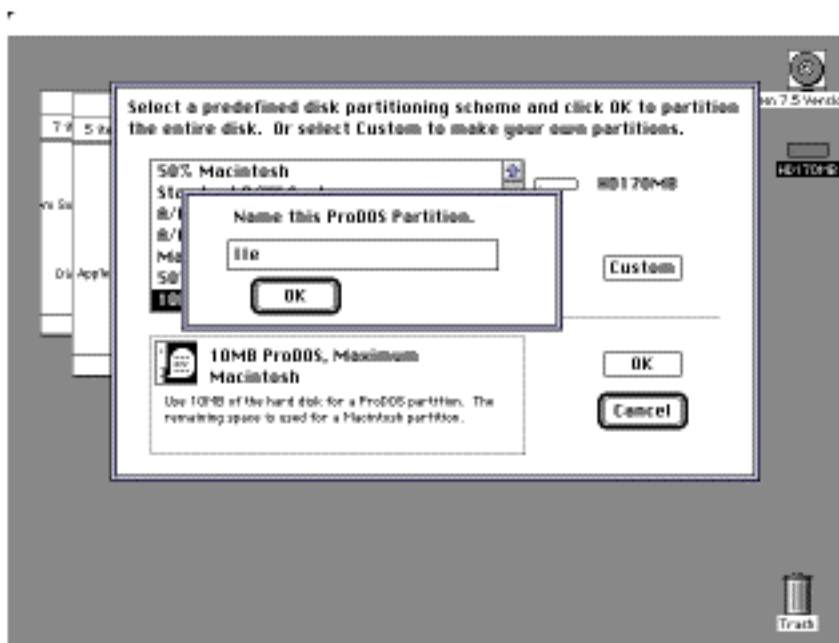 Select a predefined disk partitioning scheme and click OK to partition
the entire disk. Or select Custom to make your own partitions.
50% Macintosh
HD170MB
Name this ProDOS Partition.
IIe
OK
Custom
10MB ProDOS, Maximum
Macintosh
Use 10MB of the hard disk for a ProDOS partition. The
remaining space is used for a Macintosh partition.
OK
Cancel
7.5
HD170MB
Trash